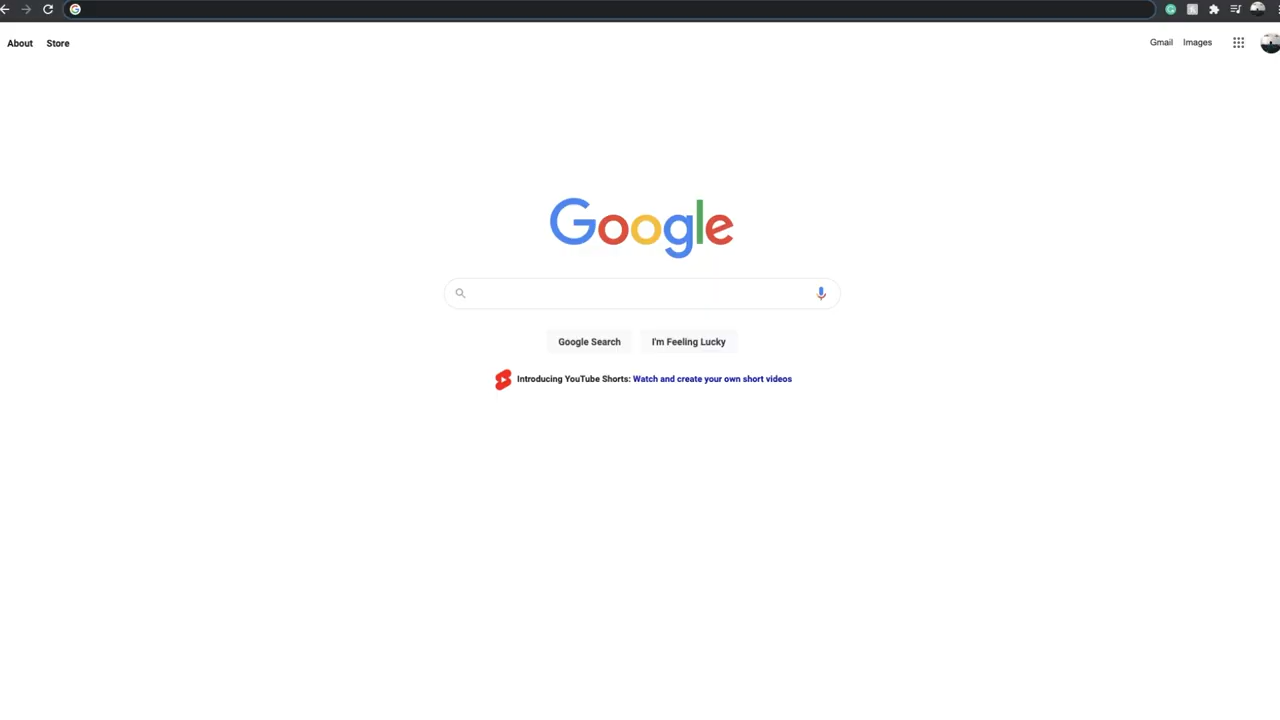 About Store
Gmail Images
Google
Google Search I'm Feeling Lucky
Introducing YouTube Shorts: Watch and create your own short videos